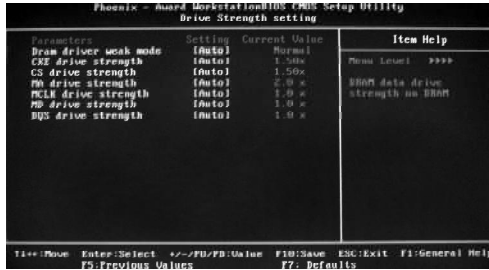 Phoenix - Award WorkstationBIOS CMOS Setup Utility
Drive Strength setting
Parameters Setting Current Value
Dram driver weak mode [Auto] Normal
CKE drive strength [Auto] 1.50x
CS drive strength [Auto] 1.50x
MA drive strength [Auto] 2.0 x
MCLK drive strength [Auto] 1.0 x
MD drive strength [Auto] 1.0 x
DQS drive strength [Auto] 1.0 x
Item Help
Menu Level ▸▸▸▸
DRAM data drive
strength on DRAM
↑↓→←:Move Enter:Select +/-/PU/PD:Value F10:Save ESC:Exit F1:General Help
F5:Previous Values F7: Defaults